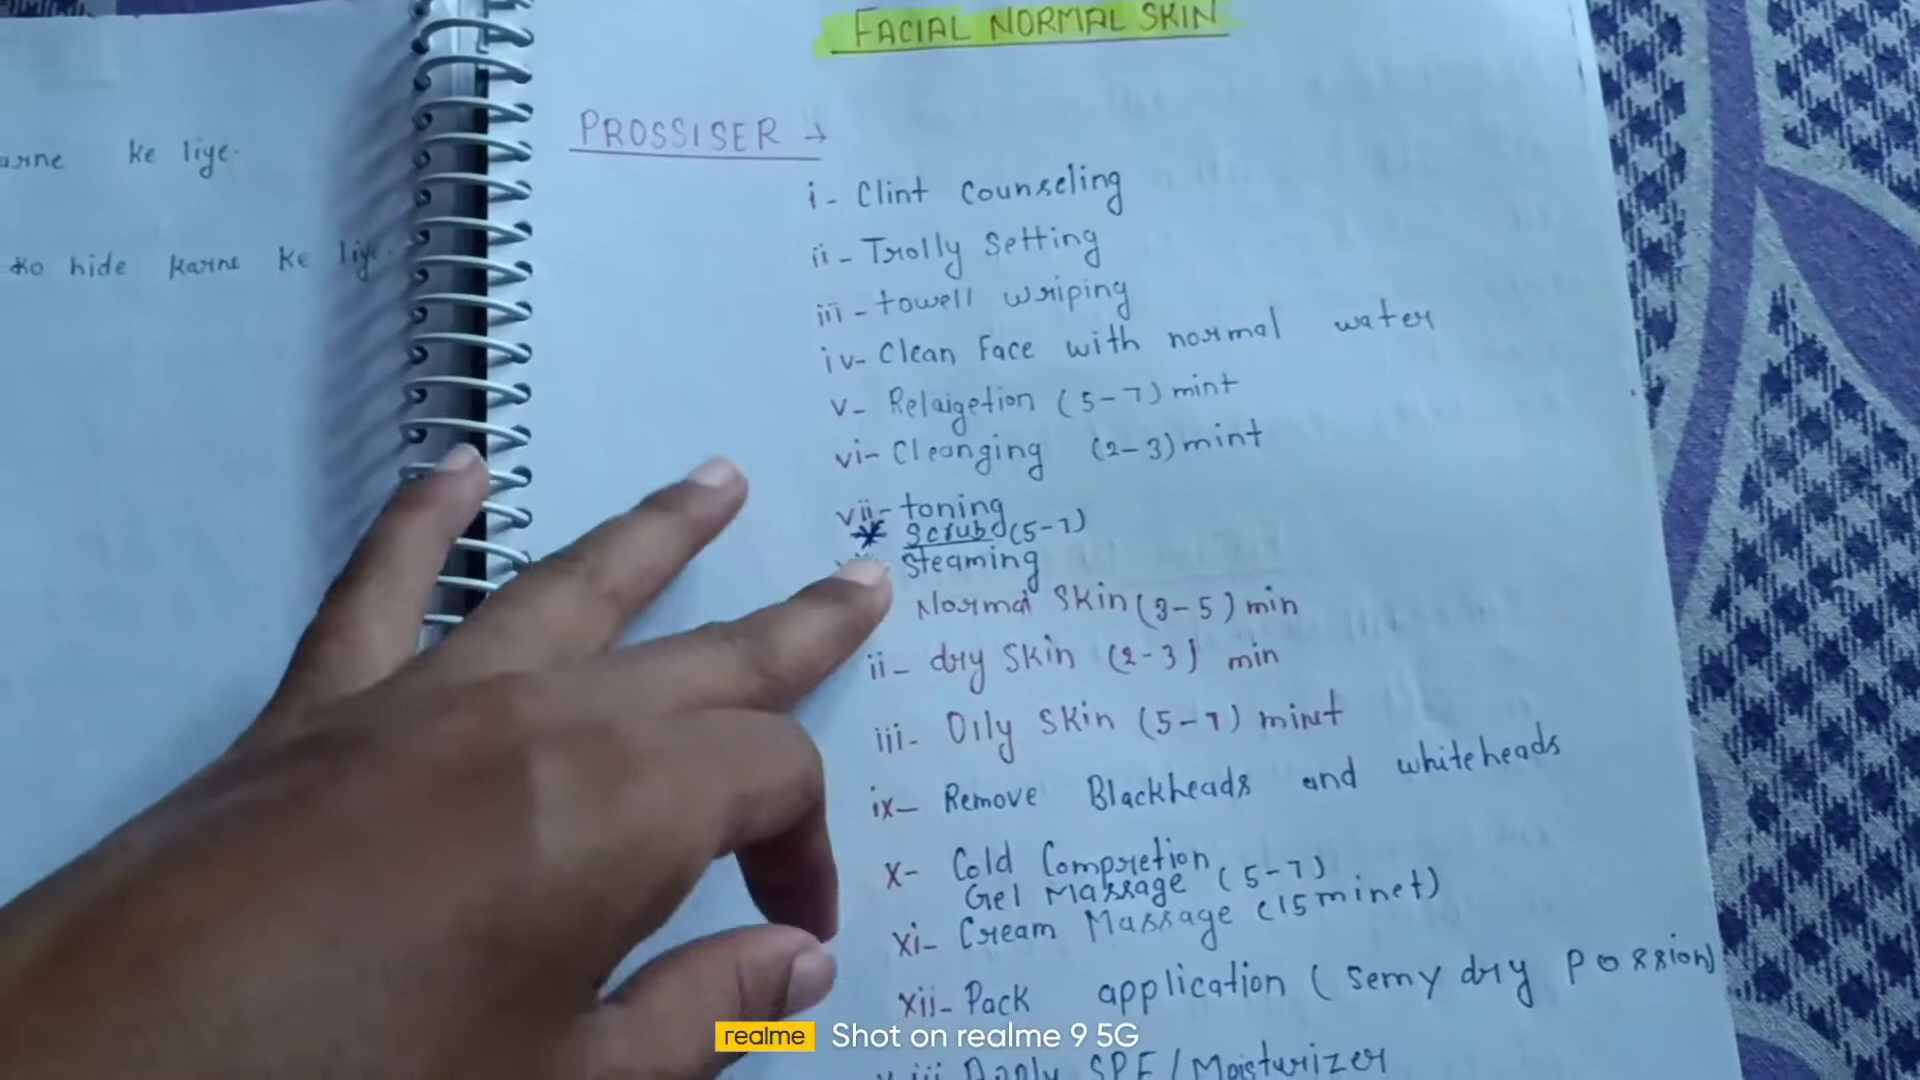 arne ke liye.
ko hide karne ke liye.
FACIAL NORMAL SKIN
PROSSISER →
i- Clint Counseling
ii- Trolly Setting
iii- towell wriping
iv- Clean Face with normal water
v- Relaigetion (5-7) mint
vi- Cleanging (2-3) mint
vii- toning
* Scrub (5-7)
Steaming
Normal Skin (3-5) min
ii- dry Skin (2-3) min
iii- Oily Skin (5-7) mint
ix- Remove Blackheads and whiteheads
x- Cold Compretion
Gel Massage (5-7)
xi- Cream Massage (15 minet)
xii- Pack application (Semy dry Possion)
Apply SPF/Moisturizer
realme Shot on realme 9 5G